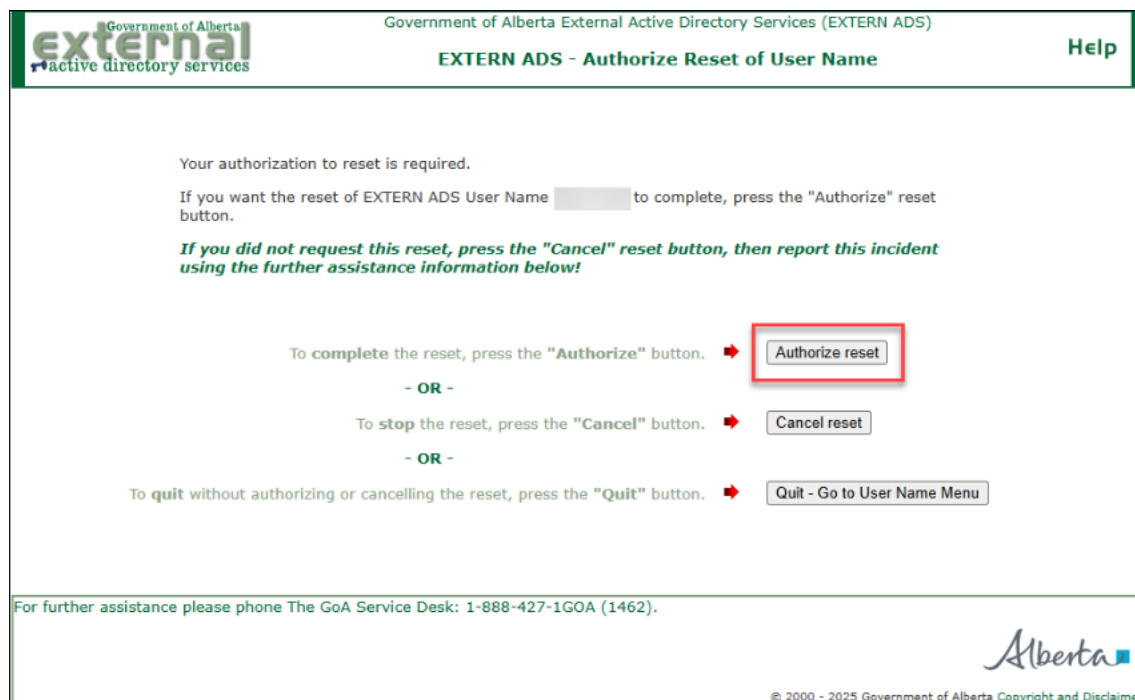 Government of Alberta
external
active directory services
Government of Alberta External Active Directory Services (EXTERN ADS)
EXTERN ADS - Authorize Reset of User Name
Help
Your authorization to reset is required.
If you want the reset of EXTERN ADS User Name to complete, press the "Authorize" reset
button.
If you did not request this reset, press the "Cancel" reset button, then report this incident
using the further assistance information below!
To complete the reset, press the "Authorize" button. Authorize reset
- OR -
To stop the reset, press the "Cancel" button. Cancel reset
- OR -
To quit without authorizing or cancelling the reset, press the "Quit" button. Quit - Go to User Name Menu
For further assistance please phone The GoA Service Desk: 1-888-427-1GOA (1462).
Alberta
© 2000 - 2025 Government of Alberta Copyright and Disclaime